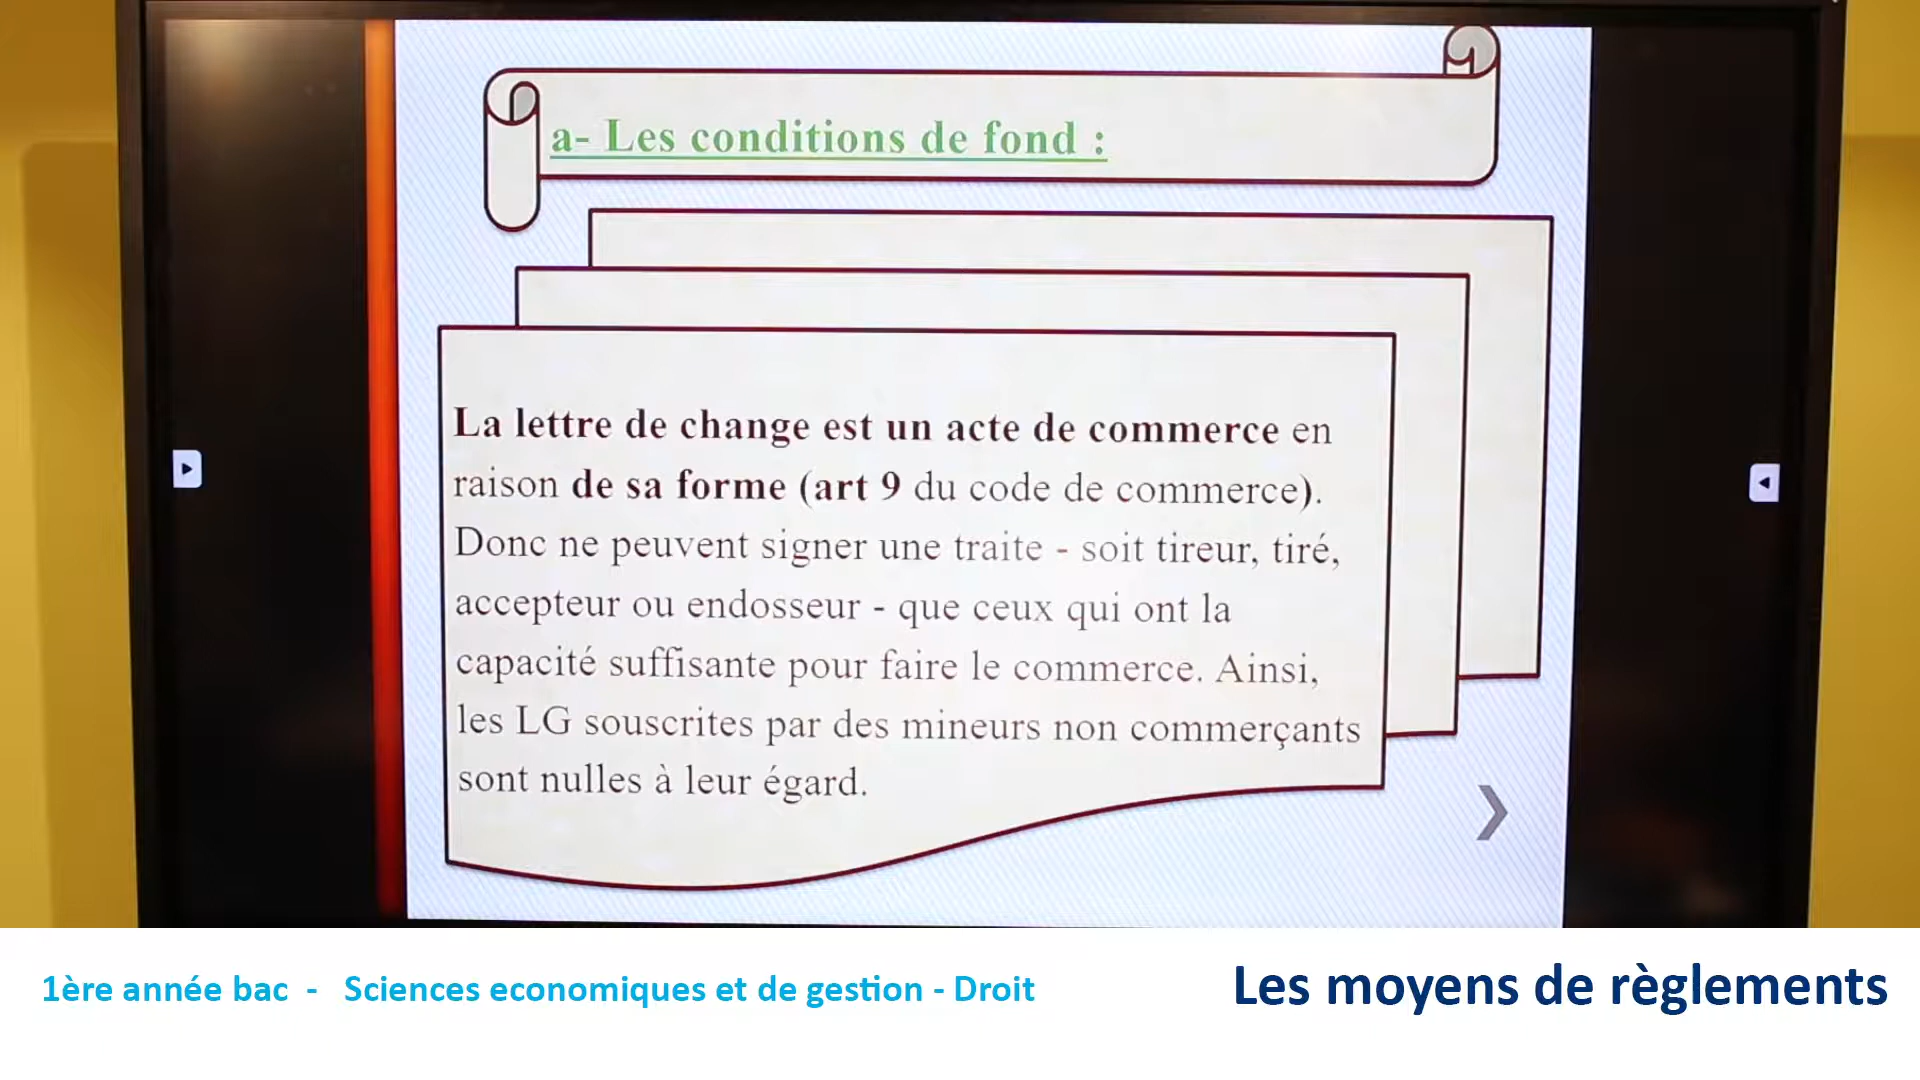 a- Les conditions de fond :
La lettre de change est un acte de commerce en
raison de sa forme (art 9 du code de commerce).
Donc ne peuvent signer une traite - soit tireur, tiré,
accepteur ou endosseur - que ceux qui ont la
capacité suffisante pour faire le commerce. Ainsi,
les LG souscrites par des mineurs non commerçants
sont nulles à leur égard.
1ère année bac - Sciences economiques et de gestion - Droit
Les moyens de règlements